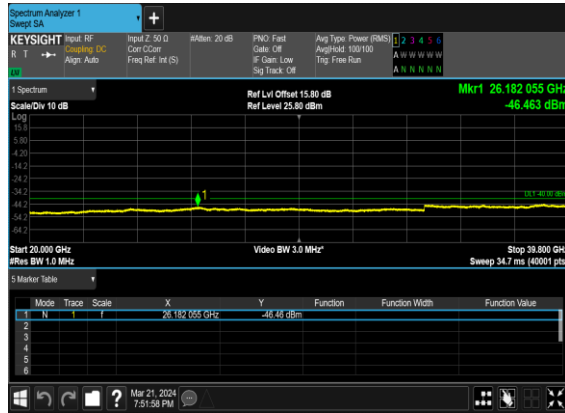 Spectrum Analyzer 1
Swept SA
+
KEYSIGHT Input: RF Input Z: 50 Ω #Atten: 20 dB PNO: Fast Avg Type: Power (RMS) 1 2 3 4 5 6
R T Coupling: DC Corr CCorr Gate: Off Avg|Hold: 100/100 A W W W W W
Align: Auto Freq Ref: Int (S) IF Gain: Low Trig: Free Run
Sig Track: Off A N N N N N
1 Spectrum
Ref Lvl Offset 15.80 dB Mkr1 26.182 055 GHz
Scale/Div 10 dB Ref Level 25.80 dBm -46.463 dBm
Log
15.8
5.80
-4.20
-14.2
-24.2
-34.2
1
DL1 -40.00 dBm
-44.2
-54.2
-64.2
Start 20.000 GHz Video BW 3.0 MHz* Stop 39.800 GHz
#Res BW 1.0 MHz Sweep 34.7 ms (40001 pts)
5 Marker Table
Mode Trace Scale X Y Function Function Width Function Value
1 N 1 f 26.182 055 GHz -46.46 dBm
2
3
4
5
6
?
Mar 21, 2024
7:51:58 PM